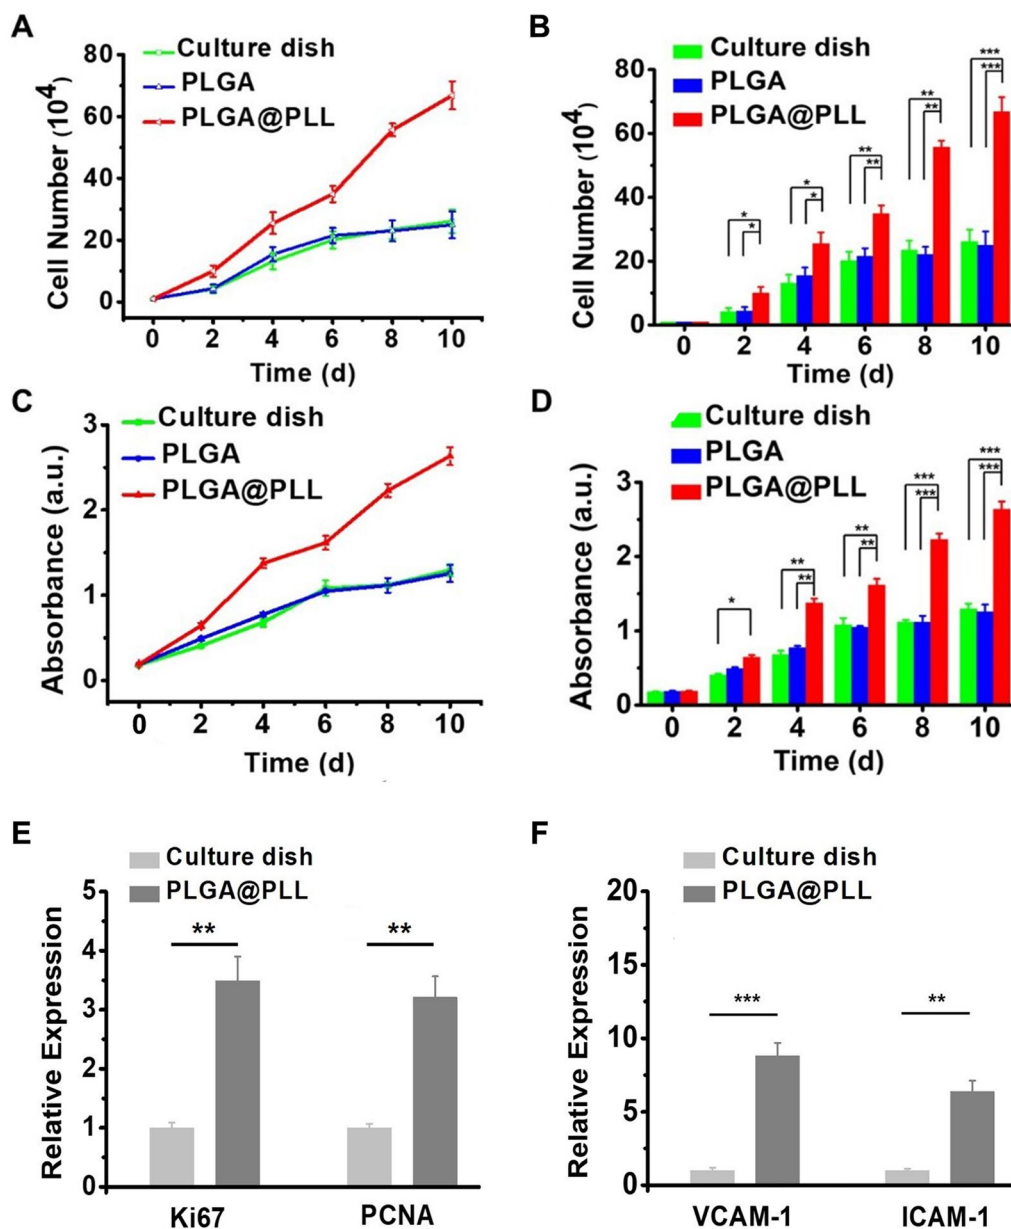 A
Culture dish
PLGA
PLGA@PLL
Cell Number (10⁴)
80
60
40
20
0
0 2 4 6 8 10
Time (d)
B
Culture dish
PLGA
PLGA@PLL
Cell Number (10⁴)
80
60
40
20
0
* * * * ** ** ** ** *** ***
0 2 4 6 8 10
Time (d)
C
Culture dish
PLGA
PLGA@PLL
Absorbance (a.u.)
3
2
1
0
0 2 4 6 8 10
Time (d)
D
Culture dish
PLGA
PLGA@PLL
Absorbance (a.u.)
3
2
1
0
* ** ** ** ** *** *** *** ***
0 2 4 6 8 10
Time (d)
E
Culture dish
PLGA@PLL
Relative Expression
5
4
3
2
1
0
** **
Ki67 PCNA
F
Culture dish
PLGA@PLL
Relative Expression
20
15
10
5
0
*** **
VCAM-1 ICAM-1